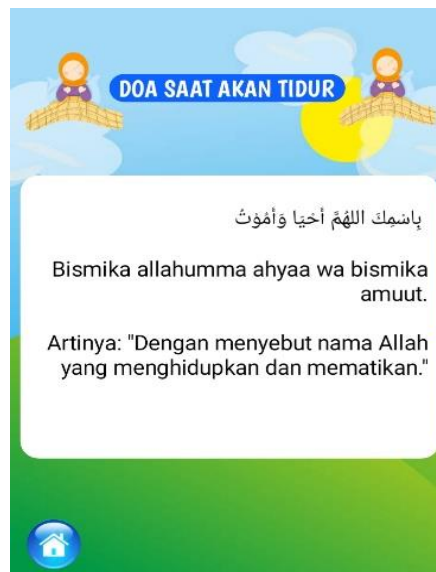 DOA SAAT AKAN TIDUR
بِاسْمِكَ اللهُمَّ أَحْيَا وَأَمُوْتُ
Bismika allahumma ahyaa wa bismika
amuut.
Artinya: "Dengan menyebut nama Allah
yang menghidupkan dan mematikan."